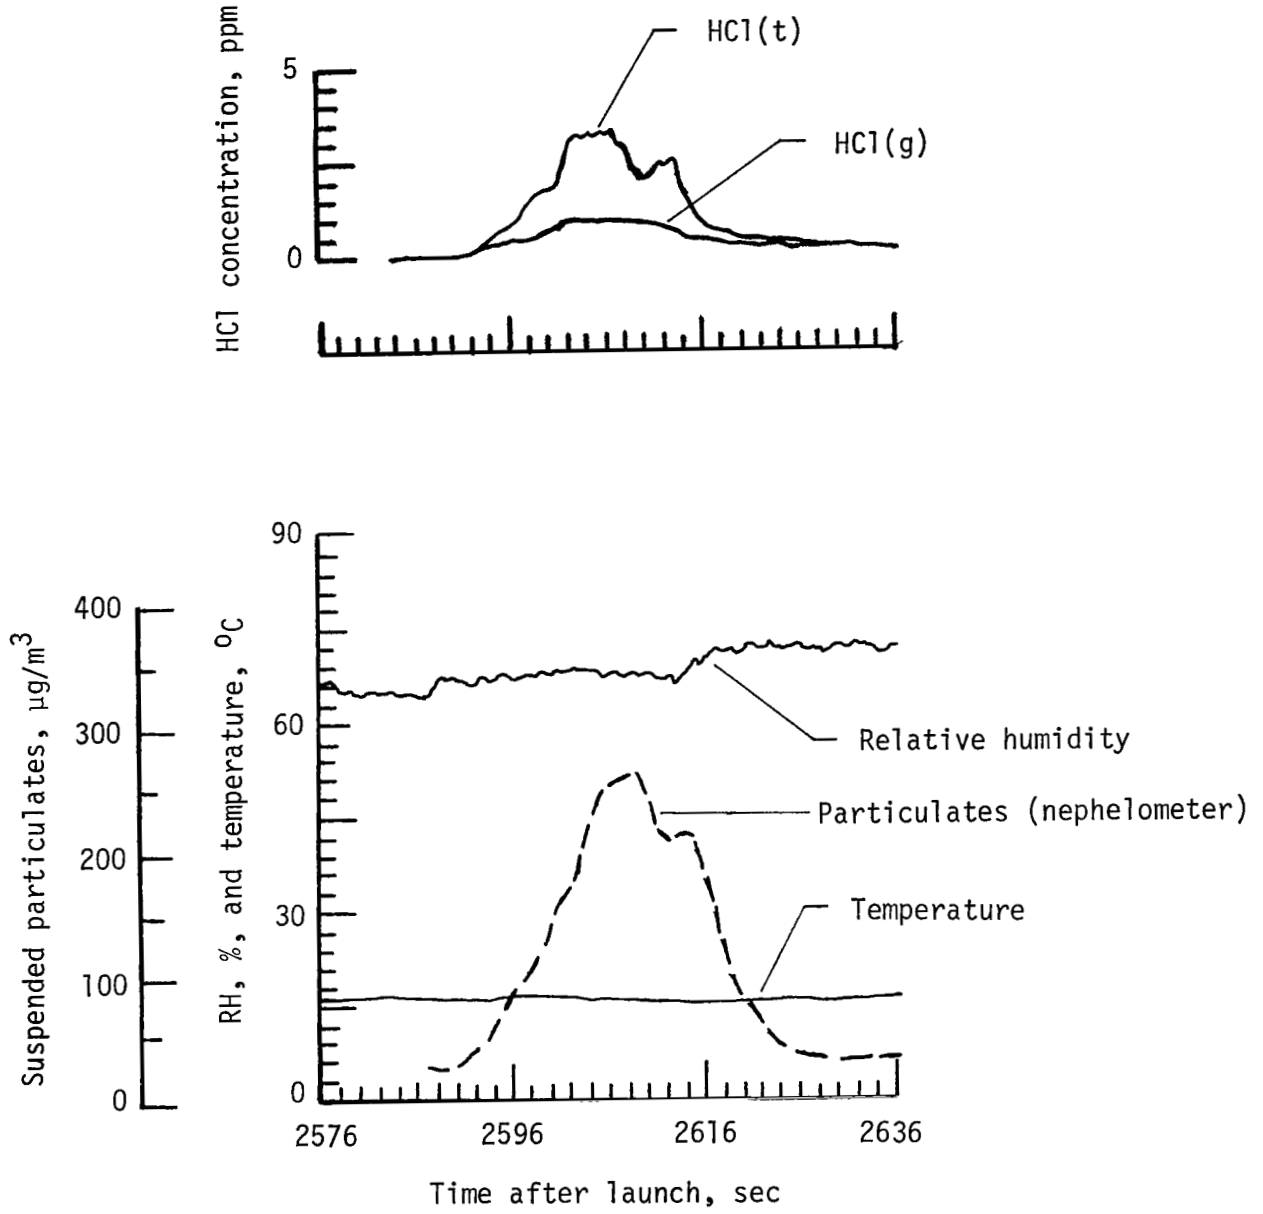 HCl(t)
HCl(g)
HCl concentration, ppm
5
0
Suspended particulates, µg/m³
400
300
200
100
0
RH, %, and temperature, °C
90
60
30
0
Relative humidity
Particulates (nephelometer)
Temperature
2576 2596 2616 2636
Time after launch, sec